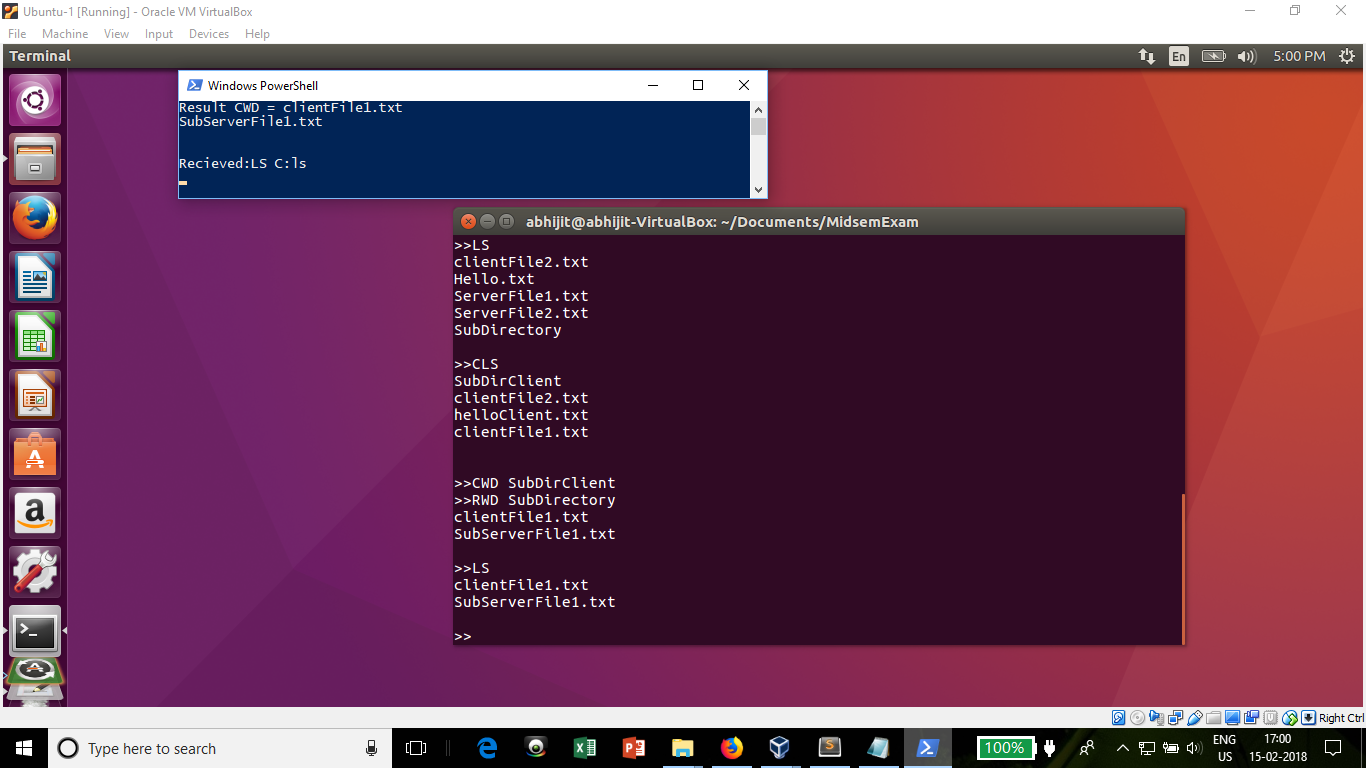 Ubuntu-1 [Running] - Oracle VM VirtualBox
File Machine View Input Devices Help
Terminal
En
5:00 PM
Windows PowerShell
Result CWD = clientFile1.txt
SubServerFile1.txt
Recieved:LS C:ls
abhijit@abhijit-VirtualBox: ~/Documents/MidsemExam
>>LS
clientFile2.txt
Hello.txt
ServerFile1.txt
ServerFile2.txt
SubDirectory
>>CLS
SubDirClient
clientFile2.txt
helloClient.txt
clientFile1.txt
>>CWD SubDirClient
>>RWD SubDirectory
clientFile1.txt
SubServerFile1.txt
>>LS
clientFile1.txt
SubServerFile1.txt
>>
Right Ctrl
Type here to search
100%
ENG
US
17:00
15-02-2018